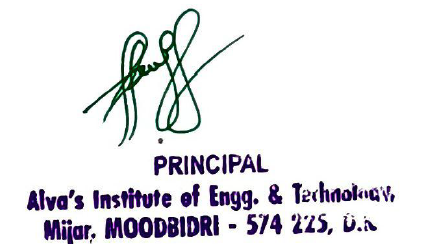 PRINCIPAL
Alva's Institute of Engg. & Technology,
Mijar, MOODBIDRI - 574 225, D.K